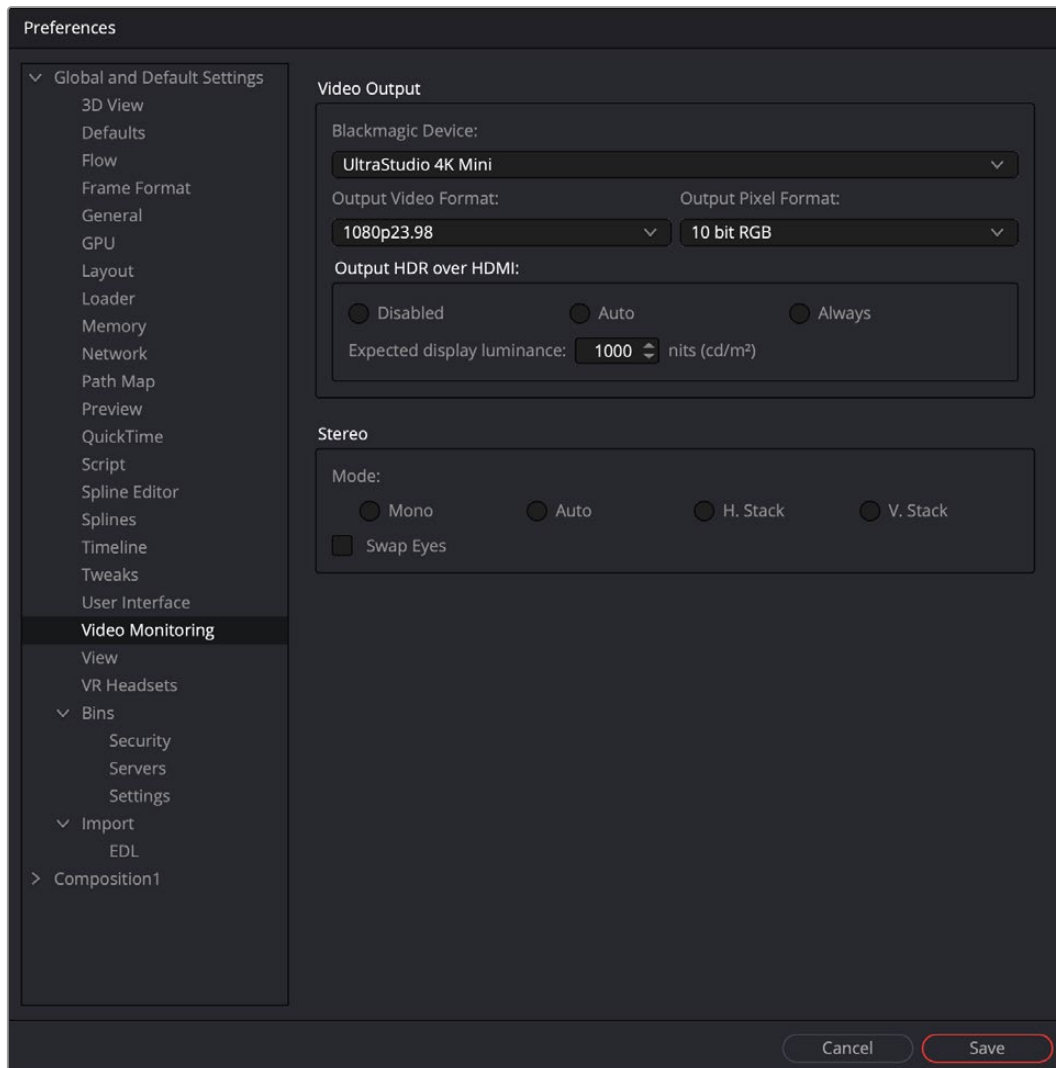 Preferences
Global and Default Settings
3D View
Defaults
Flow
Frame Format
General
GPU
Layout
Loader
Memory
Network
Path Map
Preview
QuickTime
Script
Spline Editor
Splines
Timeline
Tweaks
User Interface
Video Monitoring
View
VR Headsets
Bins
Security
Servers
Settings
Import
EDL
Composition1
Video Output
Blackmagic Device:
UltraStudio 4K Mini
Output Video Format: Output Pixel Format:
1080p23.98 10 bit RGB
Output HDR over HDMI:
Disabled Auto Always
Expected display luminance: 1000 nits (cd/m²)
Stereo
Mode:
Mono Auto H. Stack V. Stack
Swap Eyes
Cancel Save